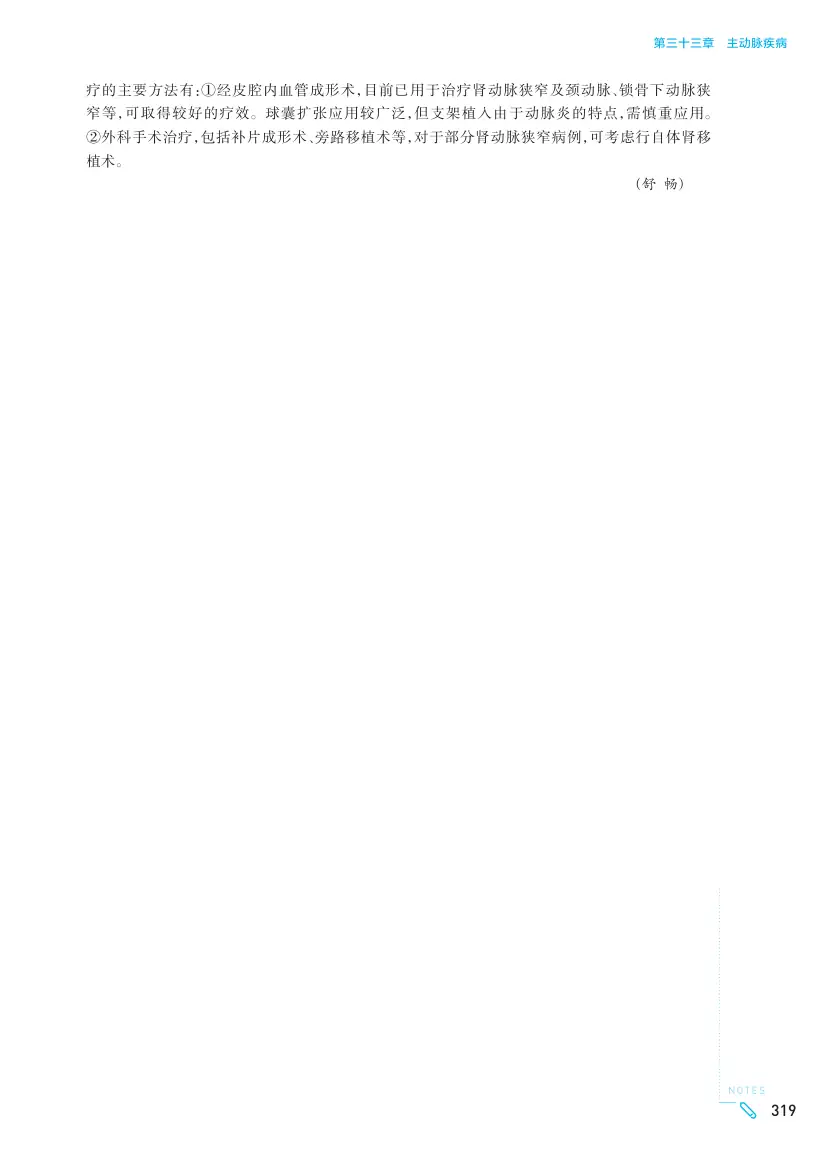 第三十三章　主动脉疾病
疗的主要方法有:①经皮腔内血管成形术,目前已用于治疗肾动脉狭窄及颈动脉、锁骨下动脉狭
窄等,可取得较好的疗效。球囊扩张应用较广泛,但支架植入由于动脉炎的特点,需慎重应用。
②外科手术治疗,包括补片成形术、旁路移植术等,对于部分肾动脉狭窄病例,可考虑行自体肾移
植术。
(舒 畅)
NOTES
319